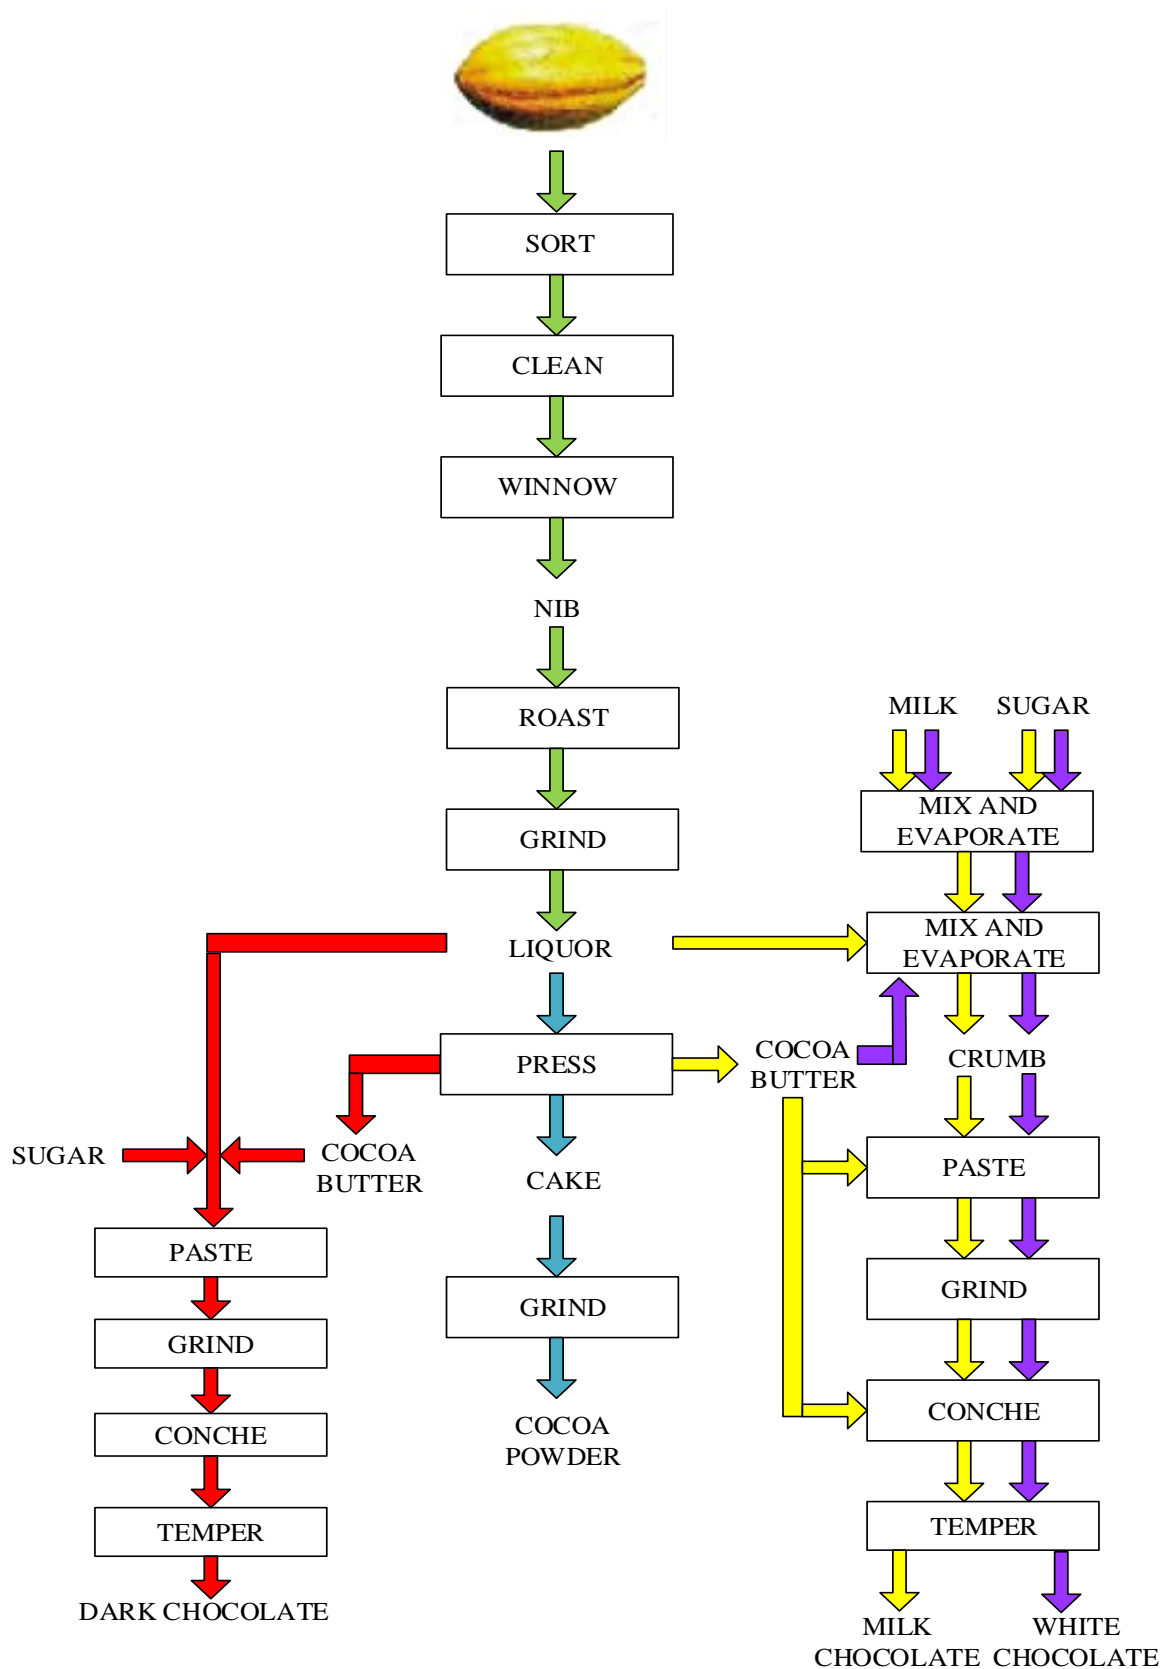 SORT
CLEAN
WINNOW
NIB
ROAST
GRIND
LIQUOR
PRESS
CAKE
GRIND
COCOA
POWDER
SUGAR
COCOA
BUTTER
PASTE
GRIND
CONCHE
TEMPER
DARK CHOCOLATE
MILK
SUGAR
MIX AND
EVAPORATE
MIX AND
EVAPORATE
COCOA
BUTTER
CRUMB
PASTE
GRIND
CONCHE
TEMPER
MILK
CHOCOLATE
WHITE
CHOCOLATE